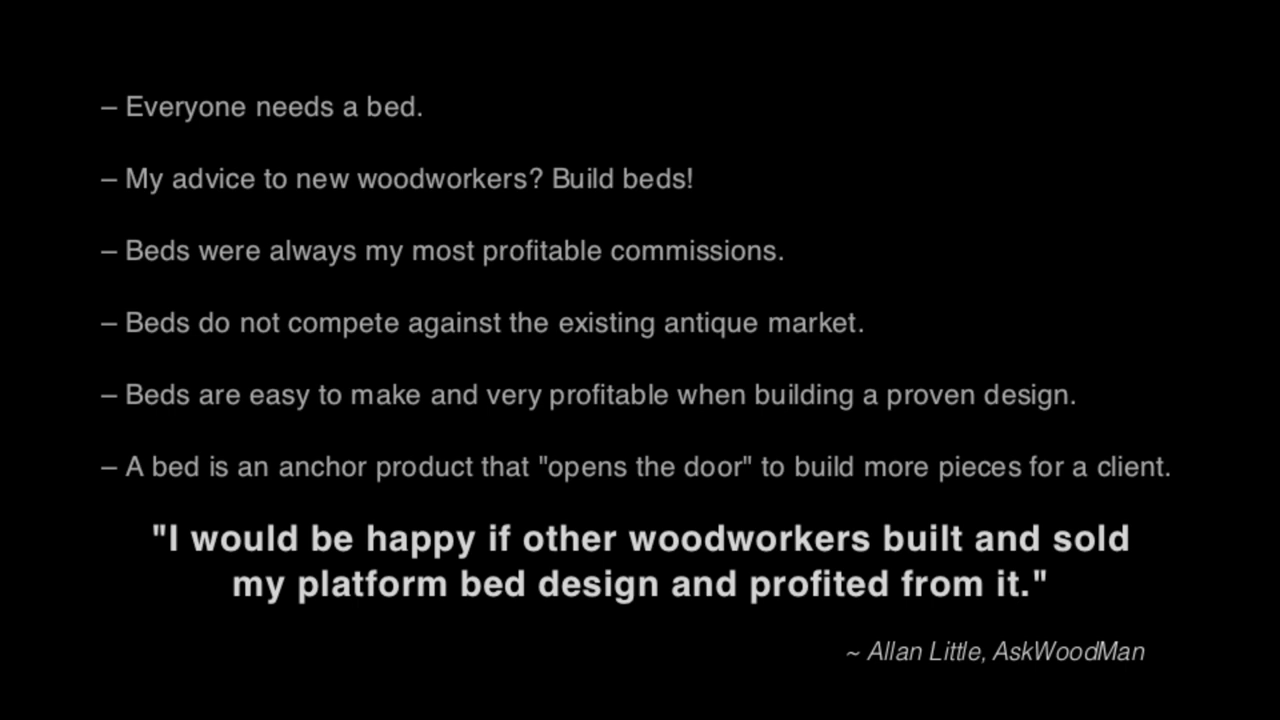 – Everyone needs a bed.
– My advice to new woodworkers? Build beds!
– Beds were always my most profitable commissions.
– Beds do not compete against the existing antique market.
– Beds are easy to make and very profitable when building a proven design.
– A bed is an anchor product that "opens the door" to build more pieces for a client.
"I would be happy if other woodworkers built and sold
my platform bed design and profited from it."
~ Allan Little, AskWoodMan